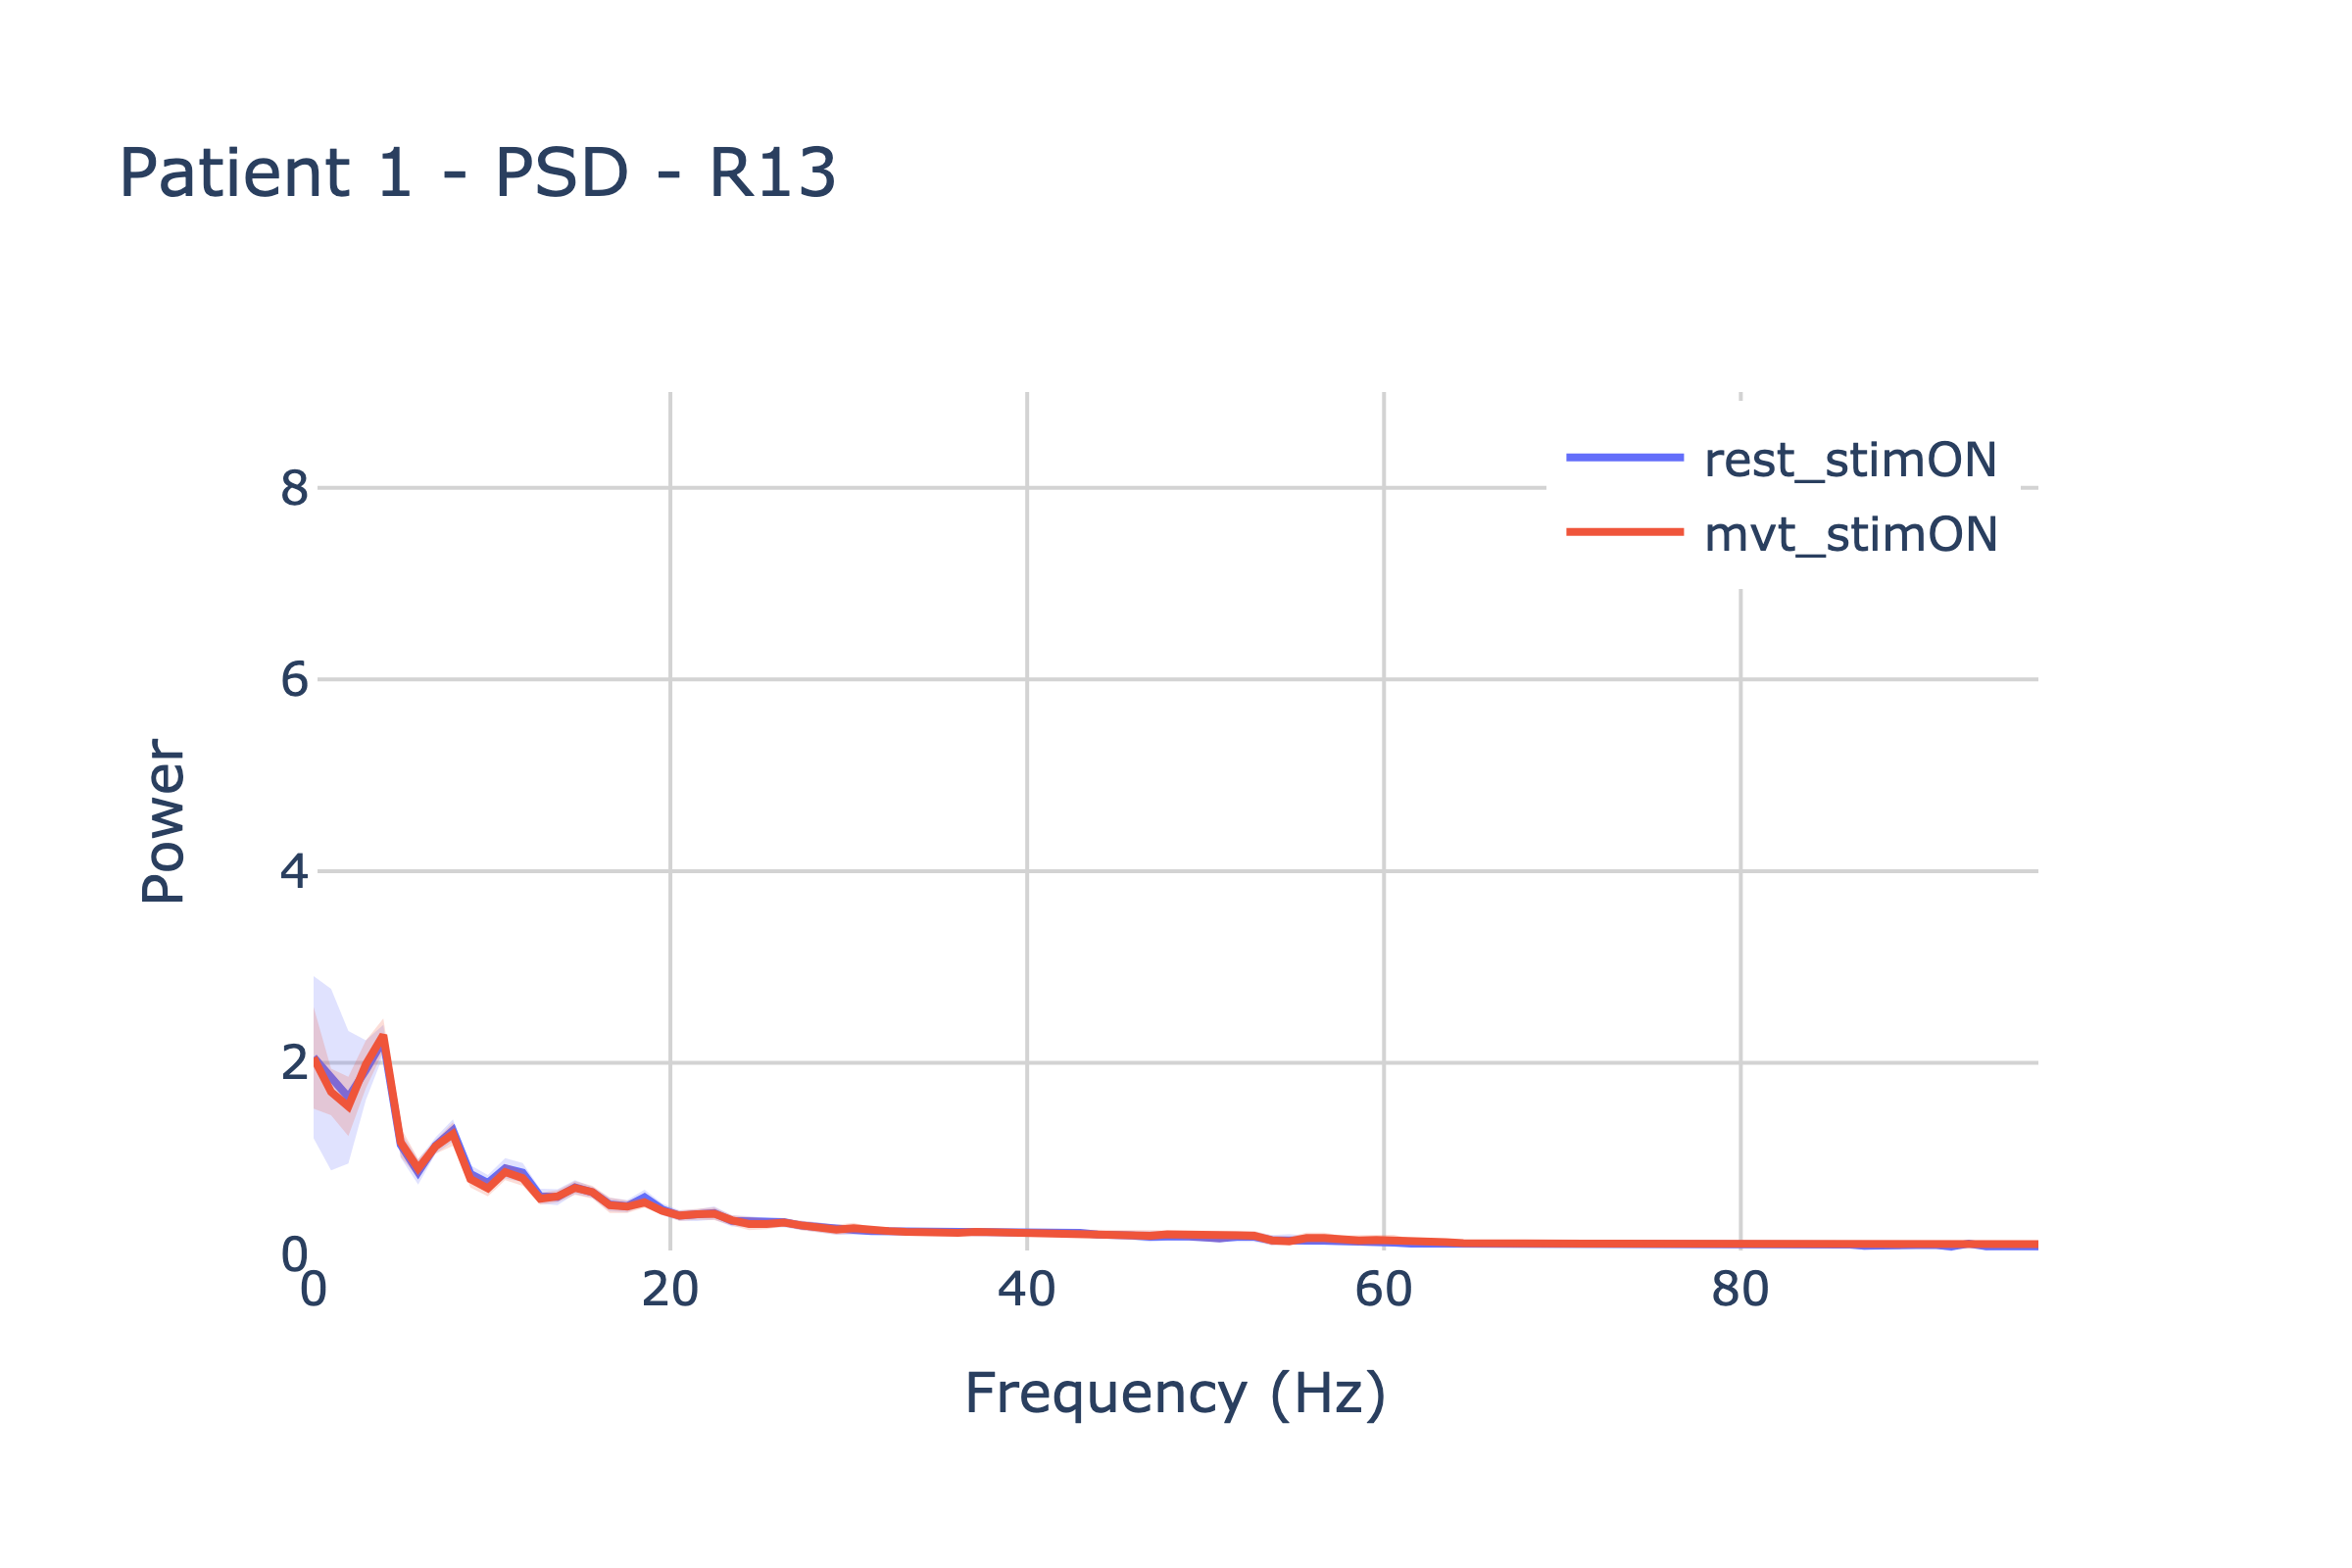 Patient 1 - PSD - R13
rest_stimON
mvt_stimON
8
6
4
2
0
Power
0 20 40 60 80
Frequency (Hz)